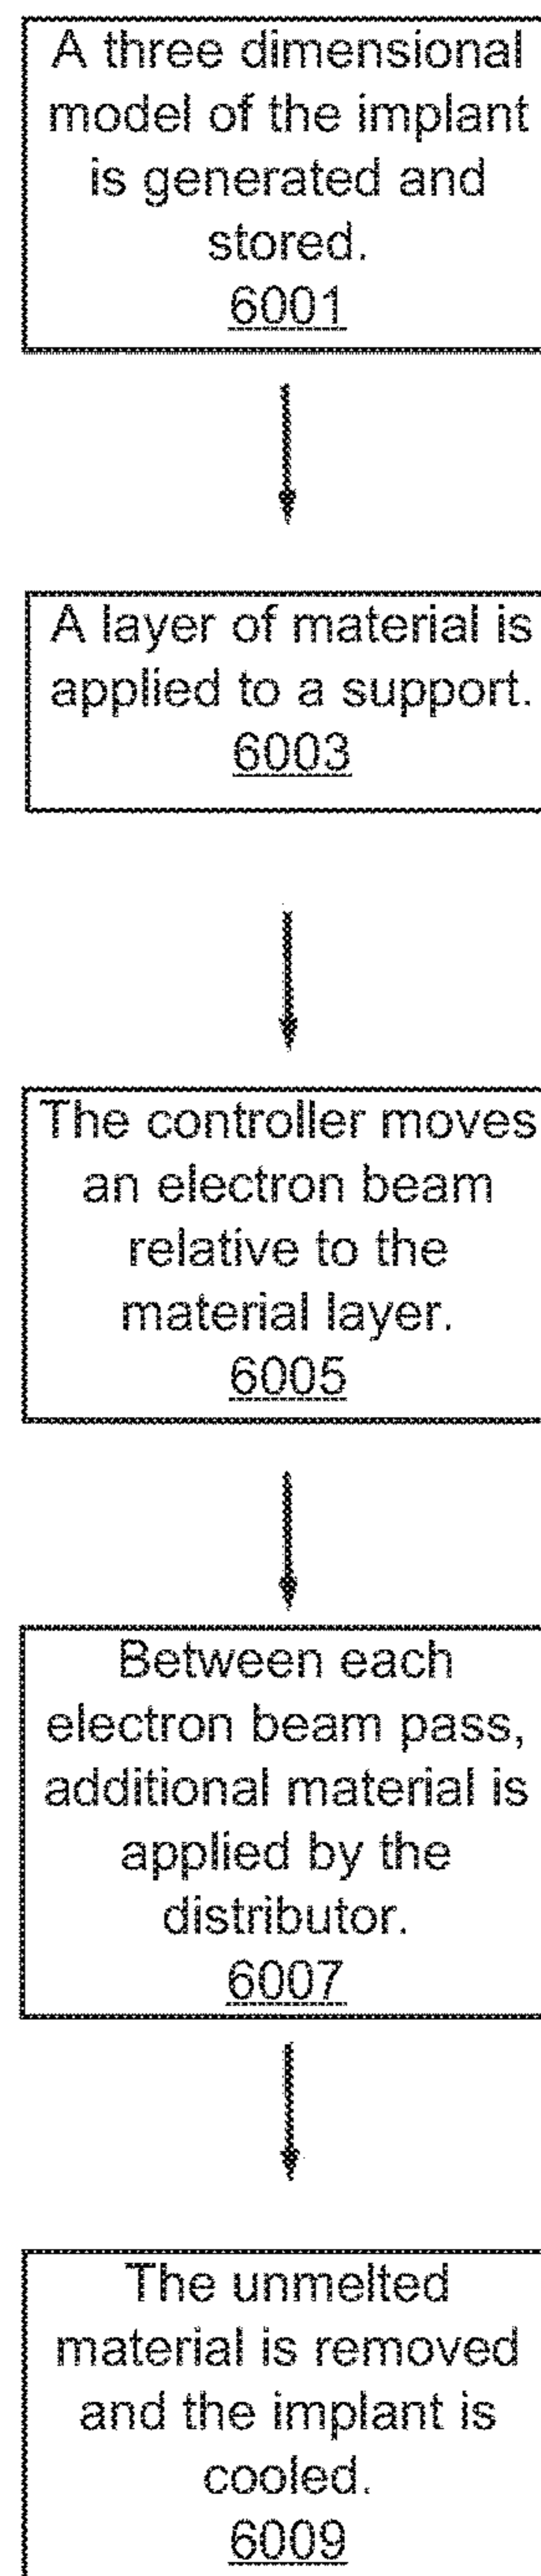 A three dimensional
model of the implant
is generated and
stored.
6001
A layer of material is
applied to a support.
6003
The controller moves
an electron beam
relative to the
material layer.
6005
Between each
electron beam pass,
additional material is
applied by the
distributor.
6007
The unmelted
material is removed
and the implant is
cooled.
6009